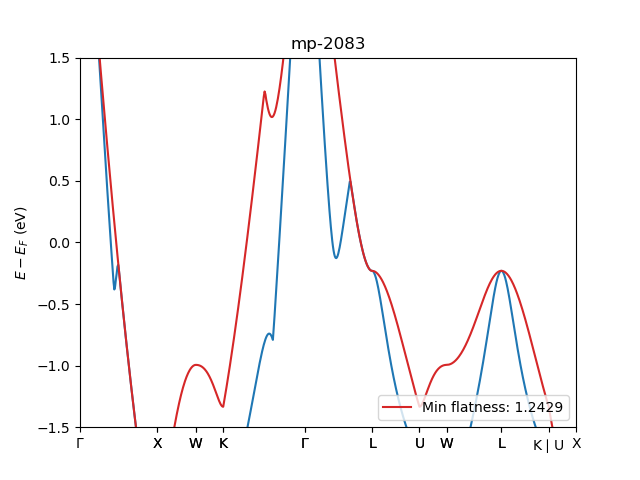 mp-2083
E − E_F (eV)
1.5
1.0
0.5
0.0
−0.5
−1.0
−1.5
Min flatness: 1.2429
Γ X W K Γ L U W L K | U X